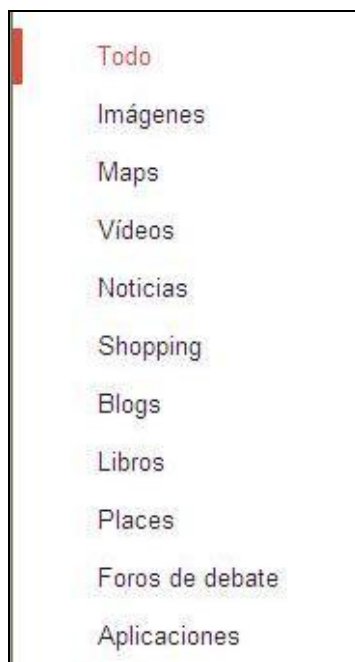 Todo
Imágenes
Maps
Vídeos
Noticias
Shopping
Blogs
Libros
Places
Foros de debate
Aplicaciones